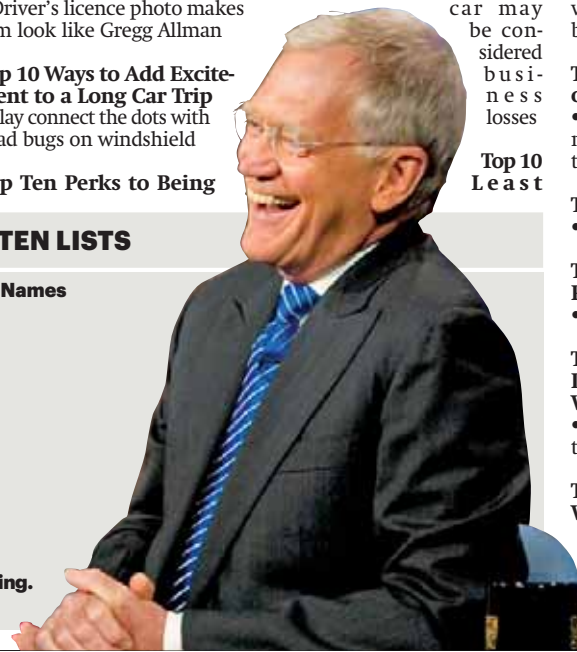 Driver's licence photo makes
m look like Gregg Allman
p 10 Ways to Add Excite-
ent to a Long Car Trip
lay connect the dots with
ad bugs on windshield
p Ten Perks to Being
car may
be con-
sidered
busi-
ness
losses
Top 10
Least
TEN LISTS
Names
ing.